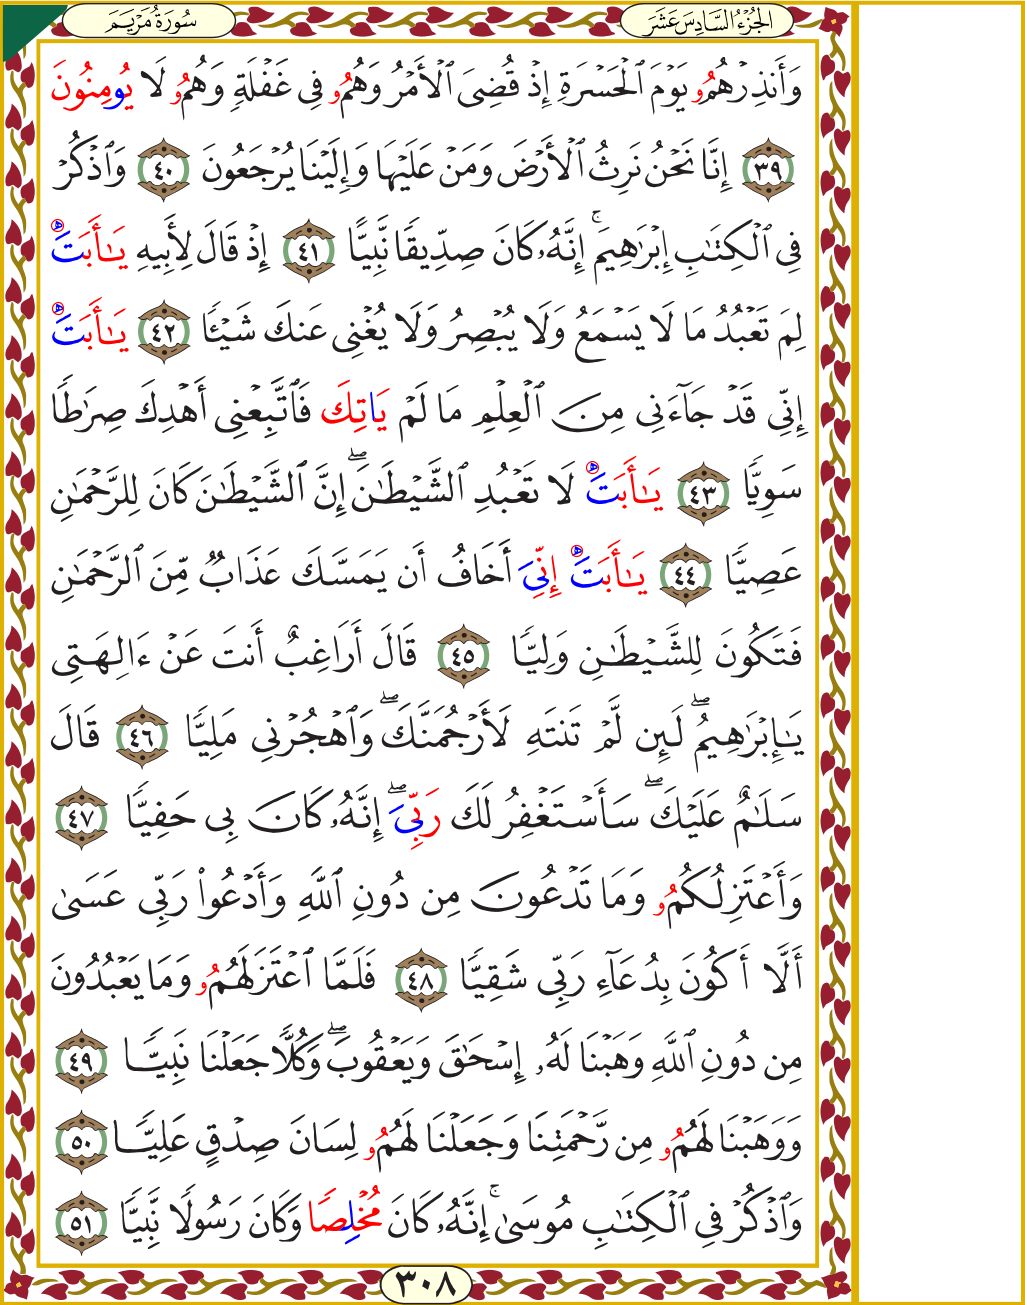 سُورَةُ مَرْيَمَ
الجُزْءُ السَّادِسَ عَشَرَ
وَأَنذِرْهُمُۥ يَوْمَ ٱلْحَسْرَةِ إِذْ قُضِىَ ٱلْأَمْرُ وَهُمُۥ فِى غَفْلَةٍ وَهُمُۥ لَا يُومِنُونَ
٣٩ إِنَّا نَحْنُ نَرِثُ ٱلْأَرْضَ وَمَنْ عَلَيْهَا وَإِلَيْنَا يُرْجَعُونَ ٤٠ وَٱذْكُرْ
فِى ٱلْكِتَٰبِ إِبْرَٰهِيمَ ۚ إِنَّهُۥ كَانَ صِدِّيقًا نَّبِيًّا ٤١ إِذْ قَالَ لِأَبِيهِ يَٰٓأَبَتَ ۿ
لِمَ تَعْبُدُ مَا لَا يَسْمَعُ وَلَا يُبْصِرُ وَلَا يُغْنِى عَنكَ شَيْـًٔا ٤٢ يَٰٓأَبَتَ ۿ
إِنِّى قَدْ جَآءَنِى مِنَ ٱلْعِلْمِ مَا لَمْ يَاتِكَ فَٱتَّبِعْنِى أَهْدِكَ صِرَٰطًا
سَوِيًّا ٤٣ يَٰٓأَبَتَ ۿ لَا تَعْبُدِ ٱلشَّيْطَٰنَ ۖ إِنَّ ٱلشَّيْطَٰنَ كَانَ لِلرَّحْمَٰنِ
عَصِيًّا ٤٤ يَٰٓأَبَتَ ۿ إِنِّىَ أَخَافُ أَن يَمَسَّكَ عَذَابٌ مِّنَ ٱلرَّحْمَٰنِ
فَتَكُونَ لِلشَّيْطَٰنِ وَلِيًّا ٤٥ قَالَ أَرَاغِبٌ أَنتَ عَنْ ءَالِهَتِى
يَٰٓإِبْرَٰهِيمُ ۖ لَئِن لَّمْ تَنتَهِ لَأَرْجُمَنَّكَ ۖ وَٱهْجُرْنِى مَلِيًّا ٤٦ قَالَ
سَلَٰمٌ عَلَيْكَ ۖ سَأَسْتَغْفِرُ لَكَ رَبِّىَ ۖ إِنَّهُۥ كَانَ بِى حَفِيًّا ٤٧
وَأَعْتَزِلُكُمُۥ وَمَا تَدْعُونَ مِن دُونِ ٱللَّهِ وَأَدْعُوا۟ رَبِّى عَسَىٰٓ
أَلَّآ أَكُونَ بِدُعَآءِ رَبِّى شَقِيًّا ٤٨ فَلَمَّا ٱعْتَزَلَهُمُۥ وَمَا يَعْبُدُونَ
مِن دُونِ ٱللَّهِ وَهَبْنَا لَهُۥٓ إِسْحَٰقَ وَيَعْقُوبَ ۖ وَكُلًّا جَعَلْنَا نَبِيًّا ٤٩
وَوَهَبْنَا لَهُمُۥ مِن رَّحْمَتِنَا وَجَعَلْنَا لَهُمُۥ لِسَانَ صِدْقٍ عَلِيًّا ٥٠
وَٱذْكُرْ فِى ٱلْكِتَٰبِ مُوسَىٰٓ ۚ إِنَّهُۥ كَانَ مُخْلِصًا وَكَانَ رَسُولًا نَّبِيًّا ٥١
٣٠٨